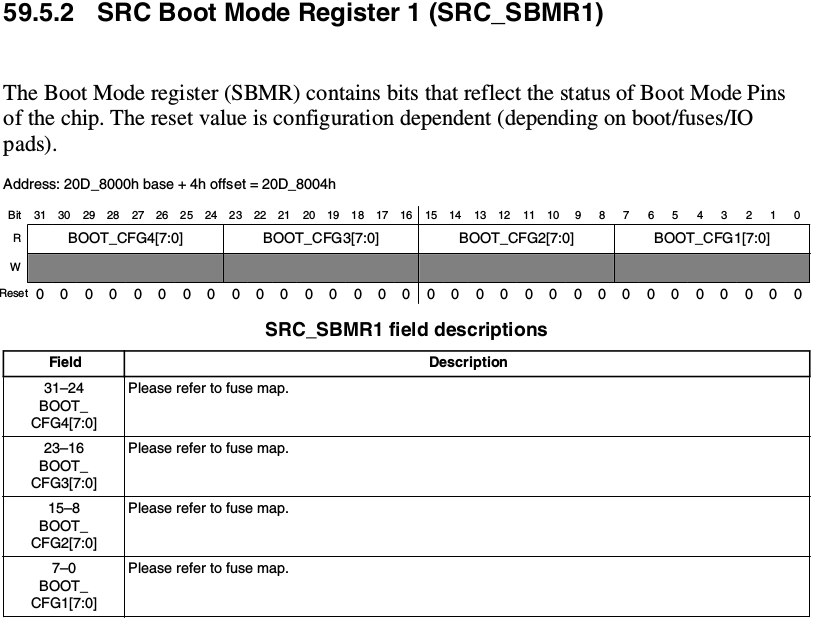 59.5.2 SRC Boot Mode Register 1 (SRC_SBMR1)
The Boot Mode register (SBMR) contains bits that reflect the status of Boot Mode Pins
of the chip. The reset value is configuration dependent (depending on boot/fuses/IO
pads).
Address: 20D_8000h base + 4h offset = 20D_8004h
Bit 31 30 29 28 27 26 25 24 23 22 21 20 19 18 17 16 15 14 13 12 11 10 9 8 7 6 5 4 3 2 1 0
R BOOT_CFG4[7:0] BOOT_CFG3[7:0] BOOT_CFG2[7:0] BOOT_CFG1[7:0]
W
Reset 0 0 0 0 0 0 0 0 0 0 0 0 0 0 0 0 0 0 0 0 0 0 0 0 0 0 0 0 0 0 0 0
SRC_SBMR1 field descriptions
Field Description
31–24 Please refer to fuse map.
BOOT_
CFG4[7:0]
23–16 Please refer to fuse map.
BOOT_
CFG3[7:0]
15–8 Please refer to fuse map.
BOOT_
CFG2[7:0]
7–0 Please refer to fuse map.
BOOT_
CFG1[7:0]